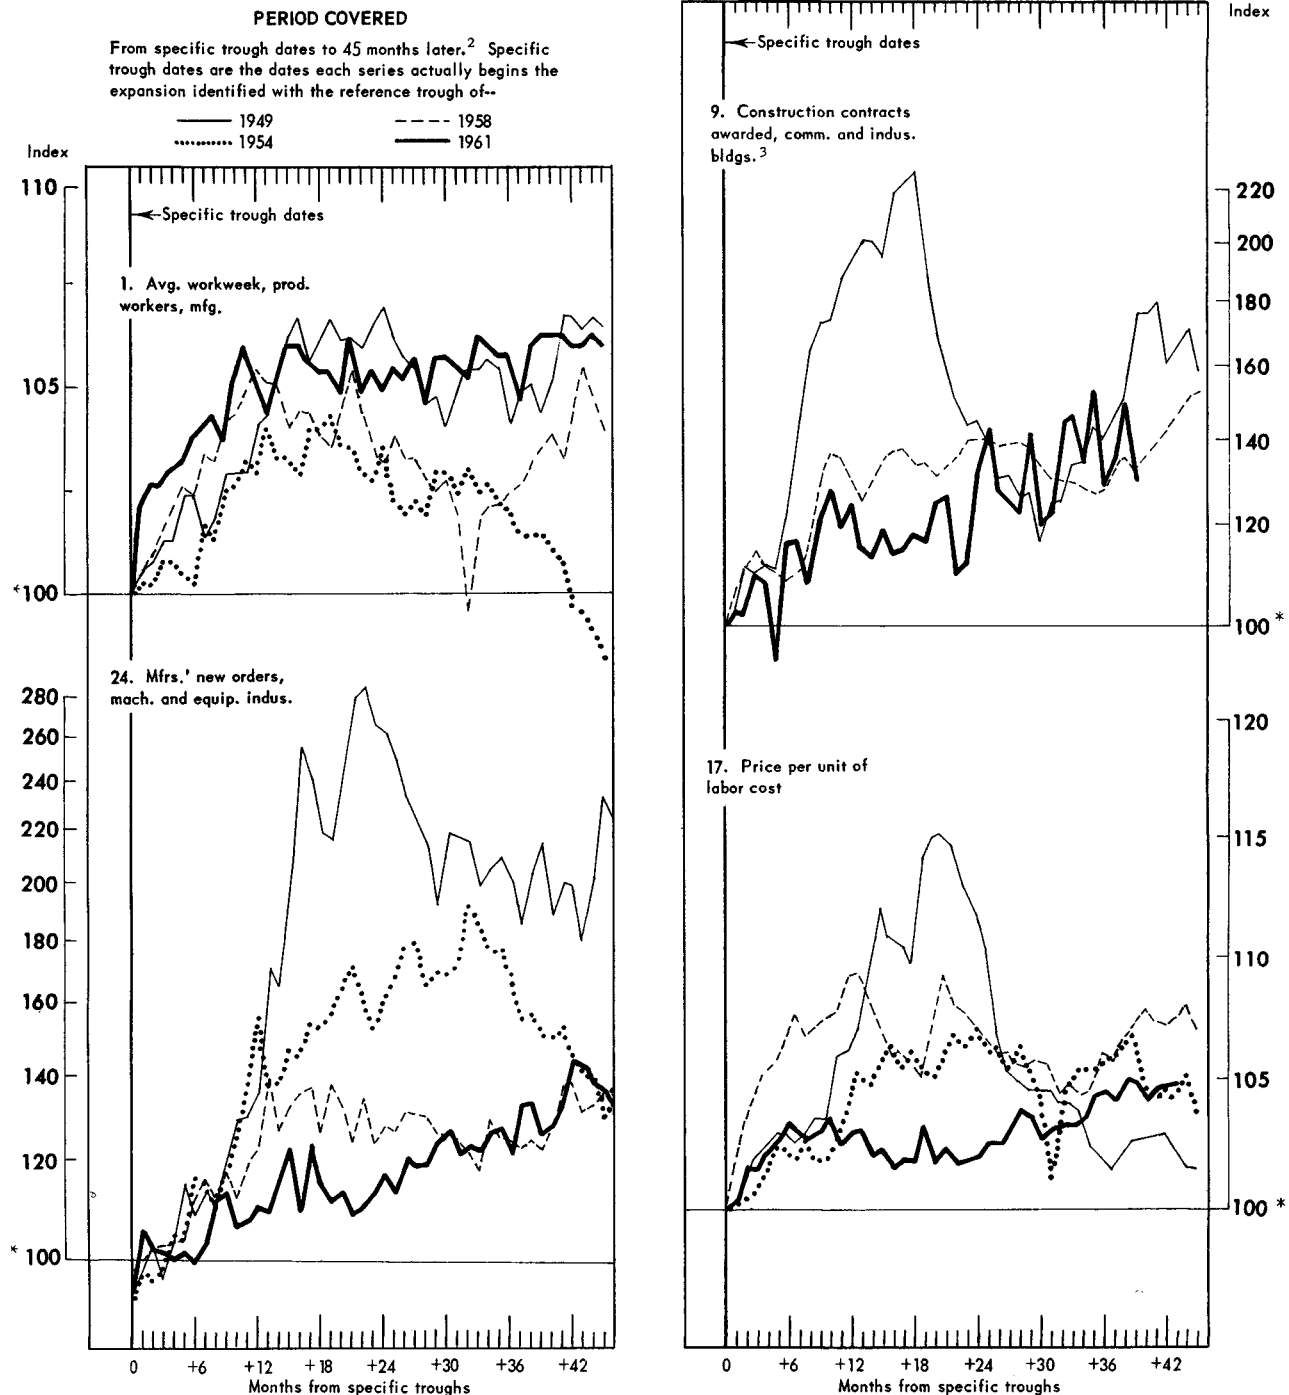 PERIOD COVERED
From specific trough dates to 45 months later.2 Specific
trough dates are the dates each series actually begins the
expansion identified with the reference trough of--
1949 1958
1954 1961
Index
110
Specific trough dates
1. Avg. workweek, prod.
workers, mfg.
105
*100
24. Mfrs.' new orders,
mach. and equip. indus.
280
260
240
220
200
180
160
140
120
*100
0 +6 +12 +18 +24 +30 +36 +42
Months from specific troughs
Index
Specific trough dates
9. Construction contracts
awarded, comm. and indus.
bldgs.3
220
200
180
160
140
120
100*
120
17. Price per unit of
labor cost
115
110
105
100*
0 +6 +12 +18 +24 +30 +36 +42
Months from specific troughs